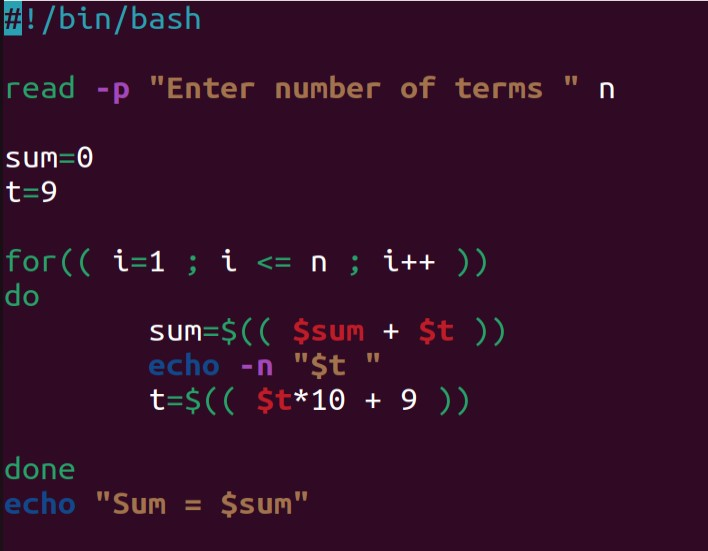 #!/bin/bash
read -p "Enter number of terms " n
sum=0
t=9
for(( i=1 ; i <= n ; i++ ))
do
sum=$(( $sum + $t ))
echo -n "$t "
t=$(( $t*10 + 9 ))
done
echo "Sum = $sum"